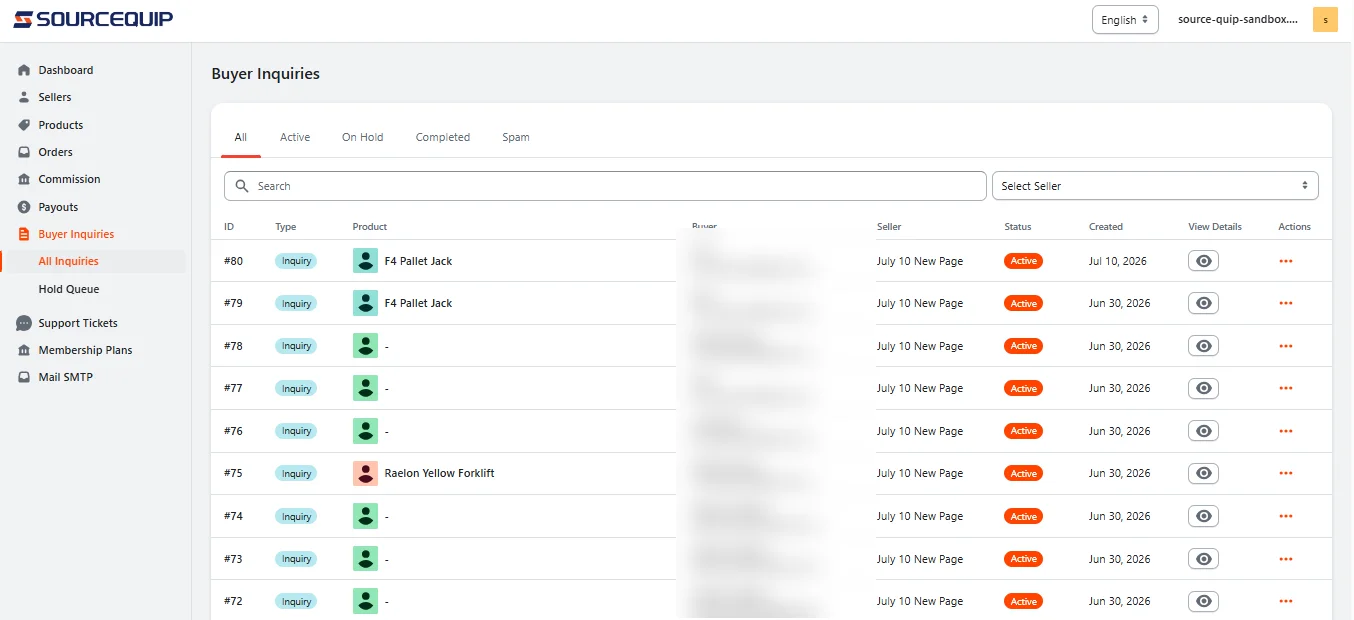 SOURCEQUIP
English
source-quip-sandbox....
s
Dashboard
Sellers
Products
Orders
Commission
Payouts
Buyer Inquiries
All Inquiries
Hold Queue
Support Tickets
Membership Plans
Mail SMTP
Buyer Inquiries
All Active On Hold Completed Spam
Search
Select Seller
ID Type Product Buyer Seller Status Created View Details Actions
#80 Inquiry F4 Pallet Jack July 10 New Page Active Jul 10, 2026
#79 Inquiry F4 Pallet Jack July 10 New Page Active Jun 30, 2026
#78 Inquiry - July 10 New Page Active Jun 30, 2026
#77 Inquiry - July 10 New Page Active Jun 30, 2026
#76 Inquiry - July 10 New Page Active Jun 30, 2026
#75 Inquiry Raelon Yellow Forklift July 10 New Page Active Jun 30, 2026
#74 Inquiry - July 10 New Page Active Jun 30, 2026
#73 Inquiry - July 10 New Page Active Jun 30, 2026
#72 Inquiry - July 10 New Page Active Jun 30, 2026